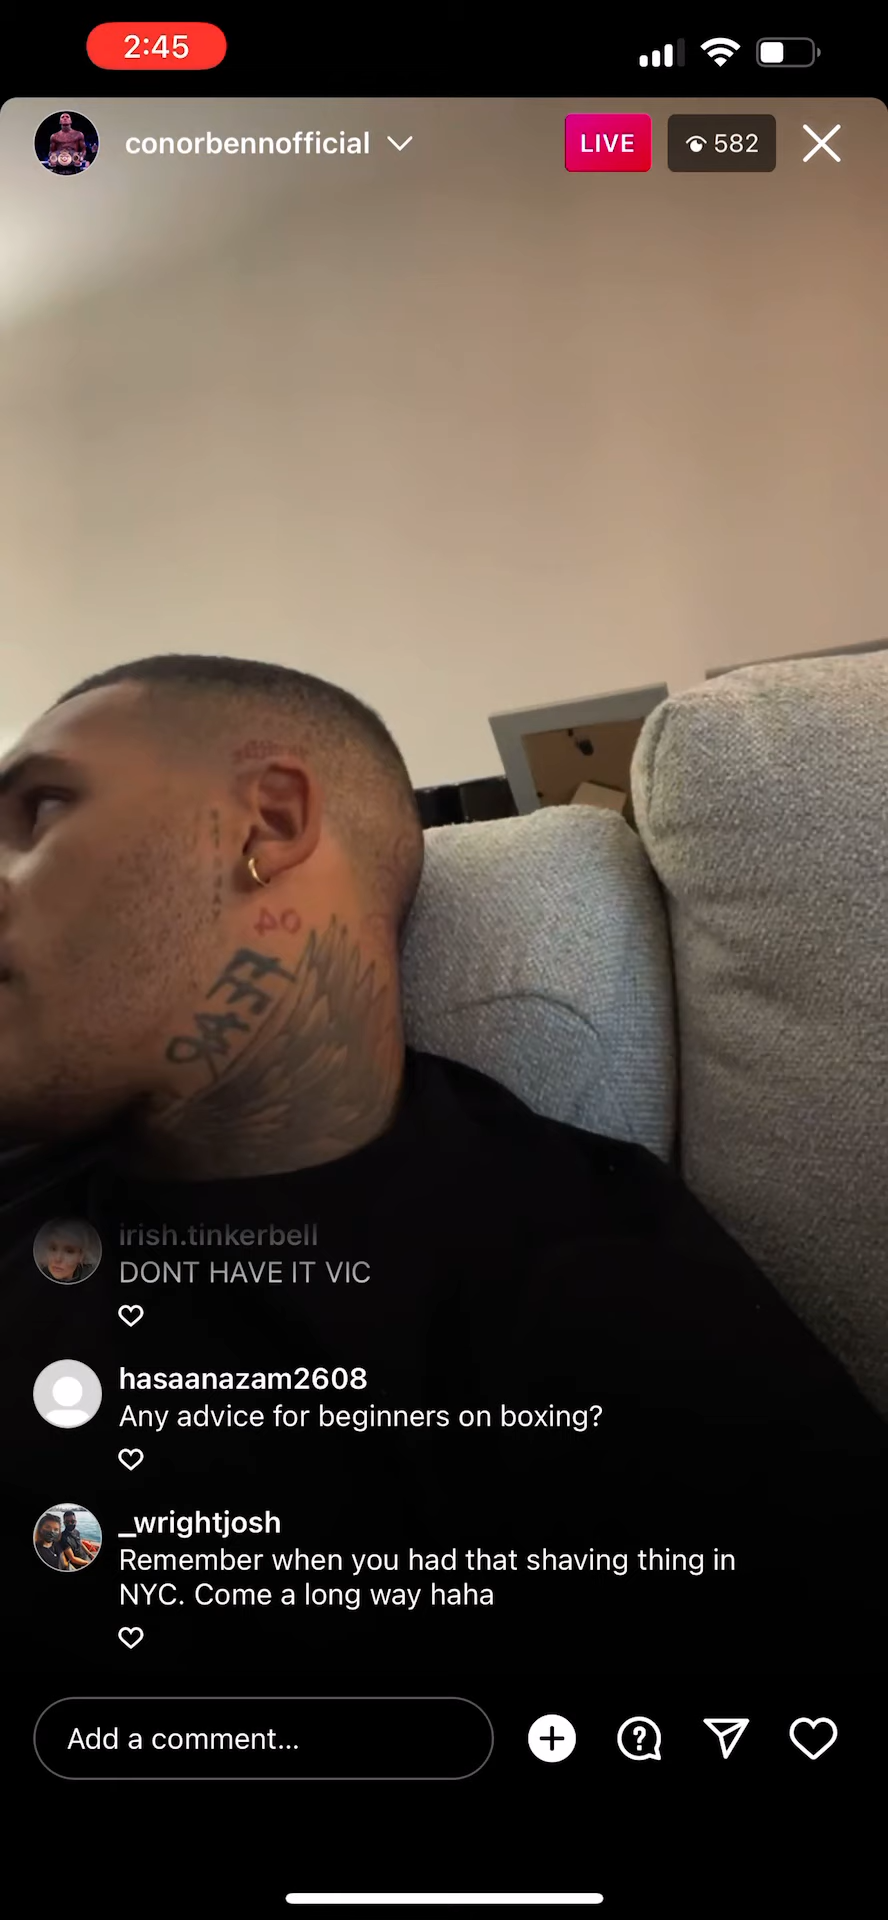 2:45
conorbennofficial
LIVE
582
irish.tinkerbell
DONT HAVE IT VIC
hasaanazam2608
Any advice for beginners on boxing?
_wrightjosh
Remember when you had that shaving thing in
NYC. Come a long way haha
Add a comment...